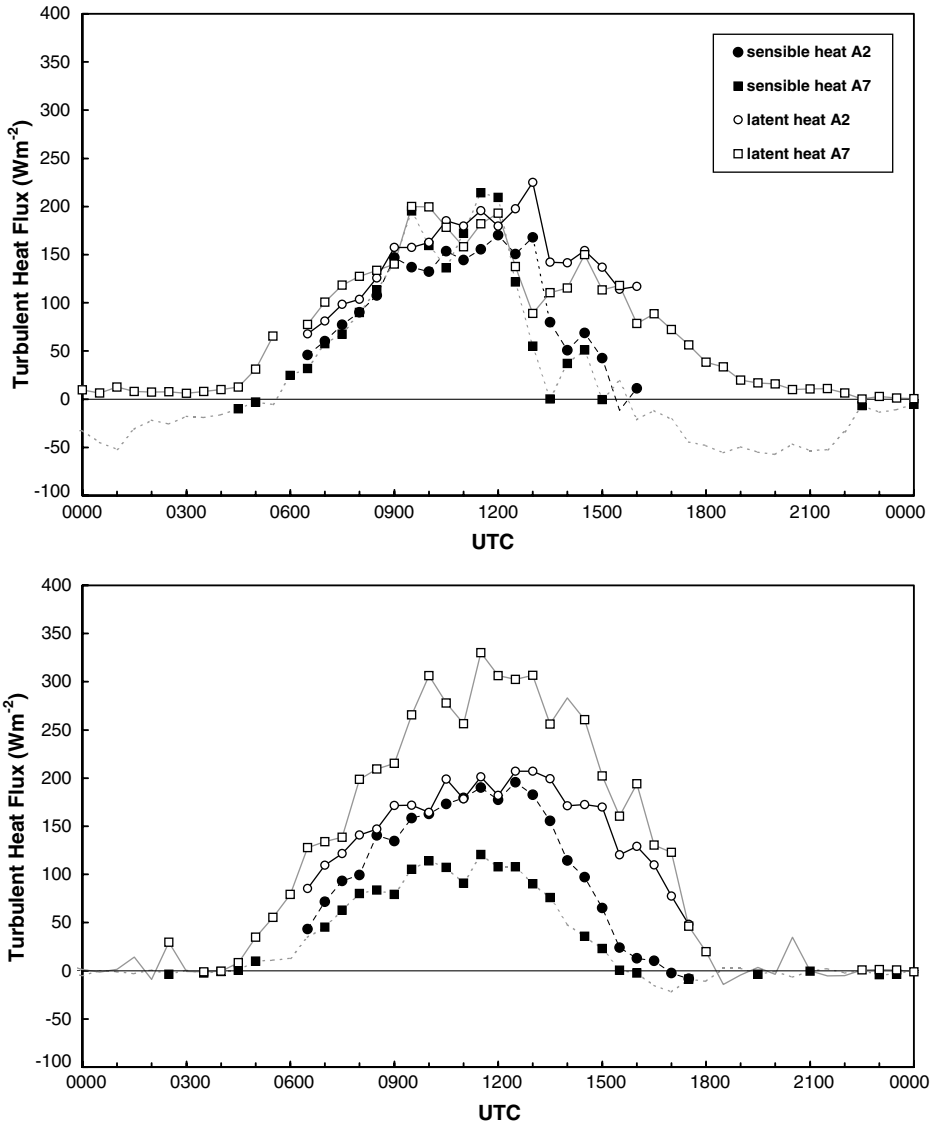 400
350
300
250
200
150
100
50
0
-50
-100
Turbulent Heat Flux (Wm-2)
sensible heat A2
sensible heat A7
latent heat A2
latent heat A7
0000 0300 0600 0900 1200 1500 1800 2100 0000
UTC
400
350
300
250
200
150
100
50
0
-50
-100
Turbulent Heat Flux (Wm-2)
0000 0300 0600 0900 1200 1500 1800 2100 0000
UTC